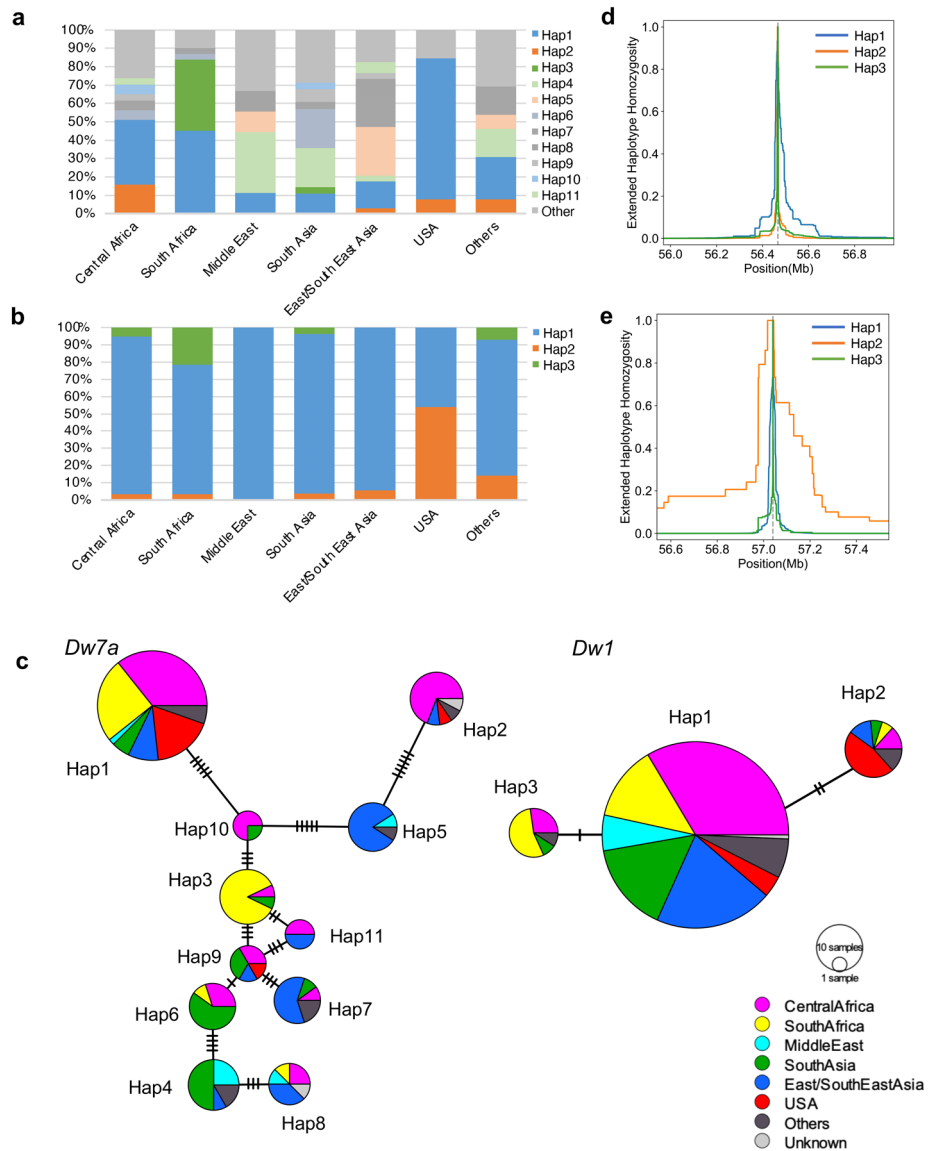 a
100%
90%
80%
70%
60%
50%
40%
30%
20%
10%
0%
Central Africa
South Africa
Middle East
South Asia
East/South East Asia
USA
Others
Hap1
Hap2
Hap3
Hap4
Hap5
Hap6
Hap7
Hap8
Hap9
Hap10
Hap11
Other
d
Extended Haplotype Homozygosity
1.0
0.8
0.6
0.4
0.2
0.0
56.0
56.2
56.4
56.6
56.8
Position(Mb)
Hap1
Hap2
Hap3
b
100%
90%
80%
70%
60%
50%
40%
30%
20%
10%
0%
Central Africa
South Africa
Middle East
South Asia
East/South East Asia
USA
Others
Hap1
Hap2
Hap3
e
Extended Haplotype Homozygosity
1.0
0.8
0.6
0.4
0.2
0.0
56.6
56.8
57.0
57.2
57.4
Position(Mb)
Hap1
Hap2
Hap3
c
Dw7a
Hap1
Hap2
Hap10
Hap5
Hap3
Hap11
Hap9
Hap7
Hap6
Hap4
Hap8
Dw1
Hap1
Hap2
Hap3
10 samples
1 sample
CentralAfrica
SouthAfrica
MiddleEast
SouthAsia
East/SouthEastAsia
USA
Others
Unknown